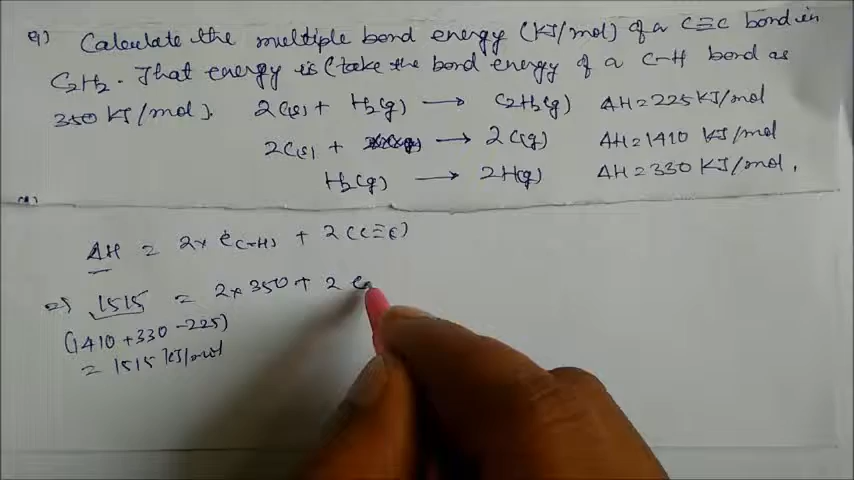 Q) Calculate the multiple bond energy (KJ/mol) of a C≡C bond in
C2H2. That energy is (take the bond energy of a C-H bond as
350 KJ/mol). 2C(s) + H2(g) → C2H2(g) ΔH=225KJ/mol
2C(s) + → 2C(g) ΔH=1410 KJ/mol
H2(g) → 2H(g) ΔH=330 KJ/mol.
ΔH = 2× e(C-H) + 2(C≡C)
=> 1515 = 2×350 + 2 e
(1410+330-225)
= 1515 KJ/mol